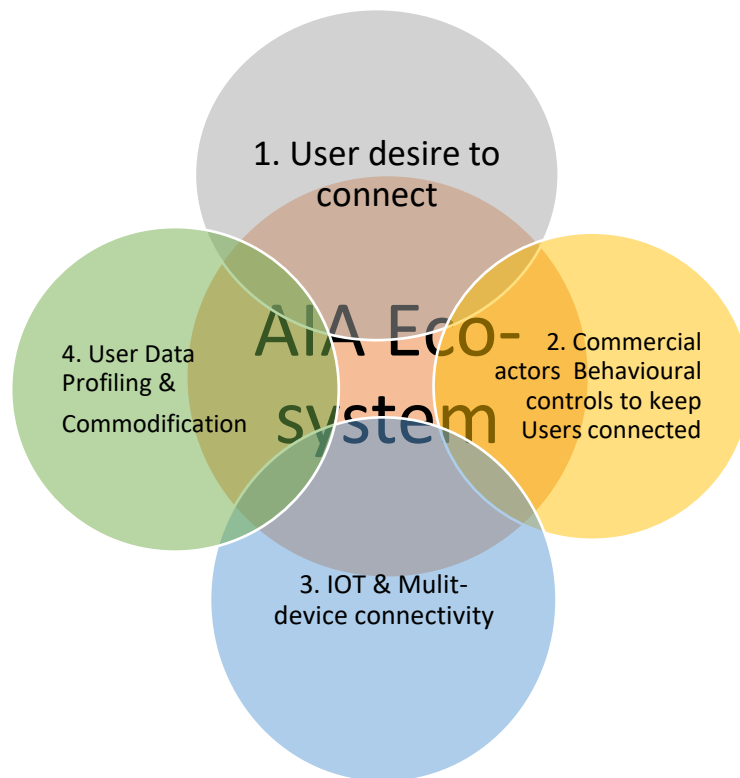 1. User desire to
connect
AIA Eco-
system
2. Commercial
actors  Behavioural
controls to keep
Users connected
3. IOT & Mulit-
device connectivity
4. User Data
Profiling &
Commodification